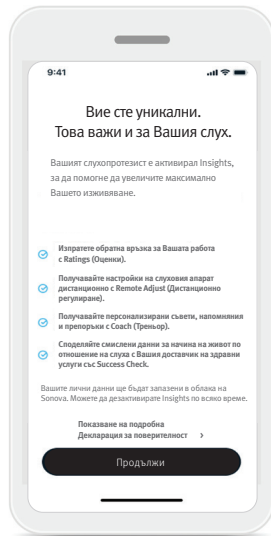 9:41
Вие сте уникални.
Това важи и за Вашия слух.
Вашият слухопротезист е активирал Insights,
за да помогне да увеличите максимално
Вашето изживяване.
Изпратете обратна връзка за Вашата работа
с Ratings (Оценки).
Получавайте настройки на слуховия апарат
дистанционно с Remote Adjust (Дистанционно
регулиране).
Получавайте персонализирани съвети, напомняния
и препоръки с Coach (Треньор).
Споделяйте смислени данни за начина на живот по
отношение на слуха с Вашия доставчик на здравни
услуги със Success Check.
Вашите лични данни ще бъдат запазени в облака на
Sonova. Можете да дезактивирате Insights по всяко време.
Показване на подробна
Декларация за поверителност >
Продължи